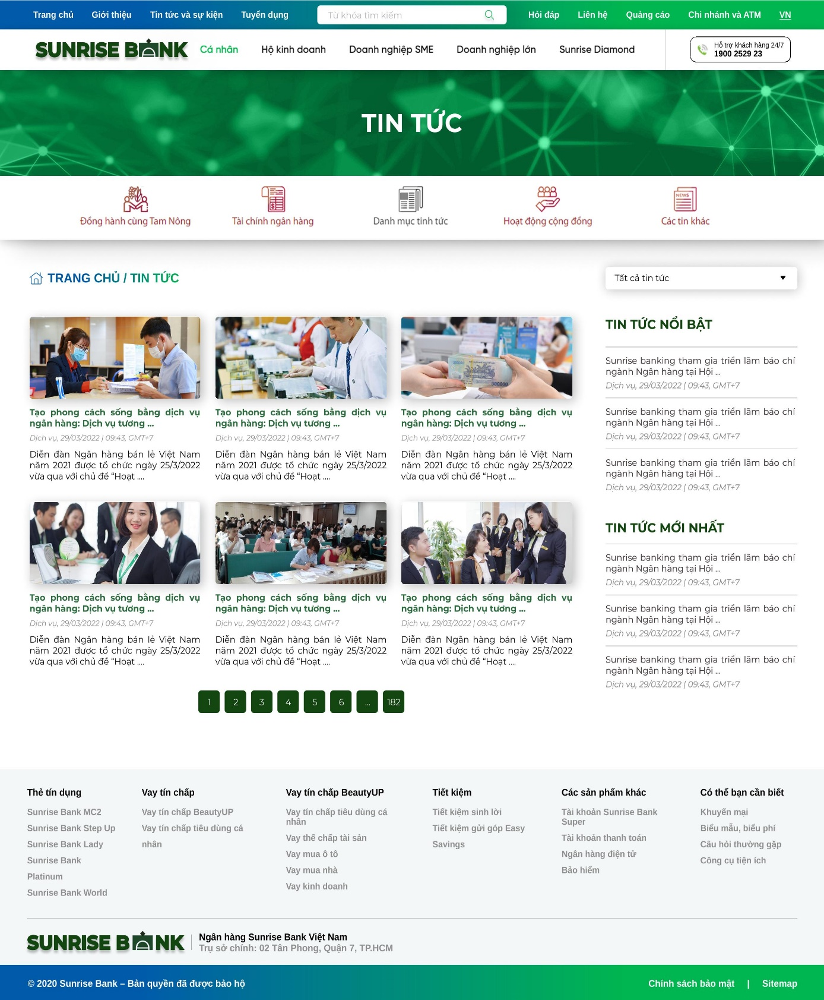 Trang chủ Giới thiệu Tin tức và sự kiện Tuyển dụng Từ khóa tìm kiếm Hỏi đáp Liên hệ Quảng cáo Chi nhánh và ATM VN
SUNRISE BANK Cá nhân Hộ kinh doanh Doanh nghiệp SME Doanh nghiệp lớn Sunrise Diamond
Hỗ trợ khách hàng 24/7
1900 2529 23
TIN TỨC
NEWS
Đồng hành cùng Tam Nông Tài chính ngân hàng Danh mục tinh tức Hoạt động cộng đồng Các tin khác
TRANG CHỦ / TIN TỨC
Tất cả tin tức
500000
Tạo phong cách sống bằng dịch vụ
ngân hàng: Dịch vụ tương ...
Dịch vụ, 29/03/2022 | 09:43, GMT+7
Diễn đàn Ngân hàng bán lẻ Việt Nam
năm 2021 được tổ chức ngày 25/3/2022
vừa qua với chủ đề “Hoạt ....
Tạo phong cách sống bằng dịch vụ
ngân hàng: Dịch vụ tương ...
Dịch vụ, 29/03/2022 | 09:43, GMT+7
Diễn đàn Ngân hàng bán lẻ Việt Nam
năm 2021 được tổ chức ngày 25/3/2022
vừa qua với chủ đề “Hoạt ....
Tạo phong cách sống bằng dịch vụ
ngân hàng: Dịch vụ tương ...
Dịch vụ, 29/03/2022 | 09:43, GMT+7
Diễn đàn Ngân hàng bán lẻ Việt Nam
năm 2021 được tổ chức ngày 25/3/2022
vừa qua với chủ đề “Hoạt ....
Tạo phong cách sống bằng dịch vụ
ngân hàng: Dịch vụ tương ...
Dịch vụ, 29/03/2022 | 09:43, GMT+7
Diễn đàn Ngân hàng bán lẻ Việt Nam
năm 2021 được tổ chức ngày 25/3/2022
vừa qua với chủ đề “Hoạt ....
Tạo phong cách sống bằng dịch vụ
ngân hàng: Dịch vụ tương ...
Dịch vụ, 29/03/2022 | 09:43, GMT+7
Diễn đàn Ngân hàng bán lẻ Việt Nam
năm 2021 được tổ chức ngày 25/3/2022
vừa qua với chủ đề “Hoạt ....
Tạo phong cách sống bằng dịch vụ
ngân hàng: Dịch vụ tương ...
Dịch vụ, 29/03/2022 | 09:43, GMT+7
Diễn đàn Ngân hàng bán lẻ Việt Nam
năm 2021 được tổ chức ngày 25/3/2022
vừa qua với chủ đề “Hoạt ....
1 2 3 4 5 6 ... 182
TIN TỨC NỔI BẬT
Sunrise banking tham gia triển lãm báo chí
ngành Ngân hàng tại Hội ...
Dịch vụ, 29/03/2022 | 09:43, GMT+7
Sunrise banking tham gia triển lãm báo chí
ngành Ngân hàng tại Hội ...
Dịch vụ, 29/03/2022 | 09:43, GMT+7
Sunrise banking tham gia triển lãm báo chí
ngành Ngân hàng tại Hội ...
Dịch vụ, 29/03/2022 | 09:43, GMT+7
TIN TỨC MỚI NHẤT
Sunrise banking tham gia triển lãm báo chí
ngành Ngân hàng tại Hội ...
Dịch vụ, 29/03/2022 | 09:43, GMT+7
Sunrise banking tham gia triển lãm báo chí
ngành Ngân hàng tại Hội ...
Dịch vụ, 29/03/2022 | 09:43, GMT+7
Sunrise banking tham gia triển lãm báo chí
ngành Ngân hàng tại Hội ...
Dịch vụ, 29/03/2022 | 09:43, GMT+7
Thẻ tín dụng
Sunrise Bank MC2
Sunrise Bank Step Up
Sunrise Bank Lady
Sunrise Bank
Platinum
Sunrise Bank World
Vay tín chấp
Vay tín chấp BeautyUP
Vay tín chấp tiêu dùng cá
nhân
Vay tín chấp BeautyUP
Vay tín chấp tiêu dùng cá
nhân
Vay thế chấp tài sản
Vay mua ô tô
Vay mua nhà
Vay kinh doanh
Tiết kiệm
Tiết kiệm sinh lời
Tiết kiệm gửi góp Easy
Savings
Các sản phẩm khác
Tài khoản Sunrise Bank
Super
Tài khoản thanh toán
Ngân hàng điện tử
Bảo hiểm
Có thể bạn cần biết
Khuyến mại
Biểu mẫu, biểu phí
Câu hỏi thường gặp
Công cụ tiện ích
SUNRISE BANK
Ngân hàng Sunrise Bank Việt Nam
Trụ sở chính: 02 Tân Phong, Quận 7, TP.HCM
© 2020 Sunrise Bank – Bản quyền đã được bảo hộ
Chính sách bảo mật | Sitemap